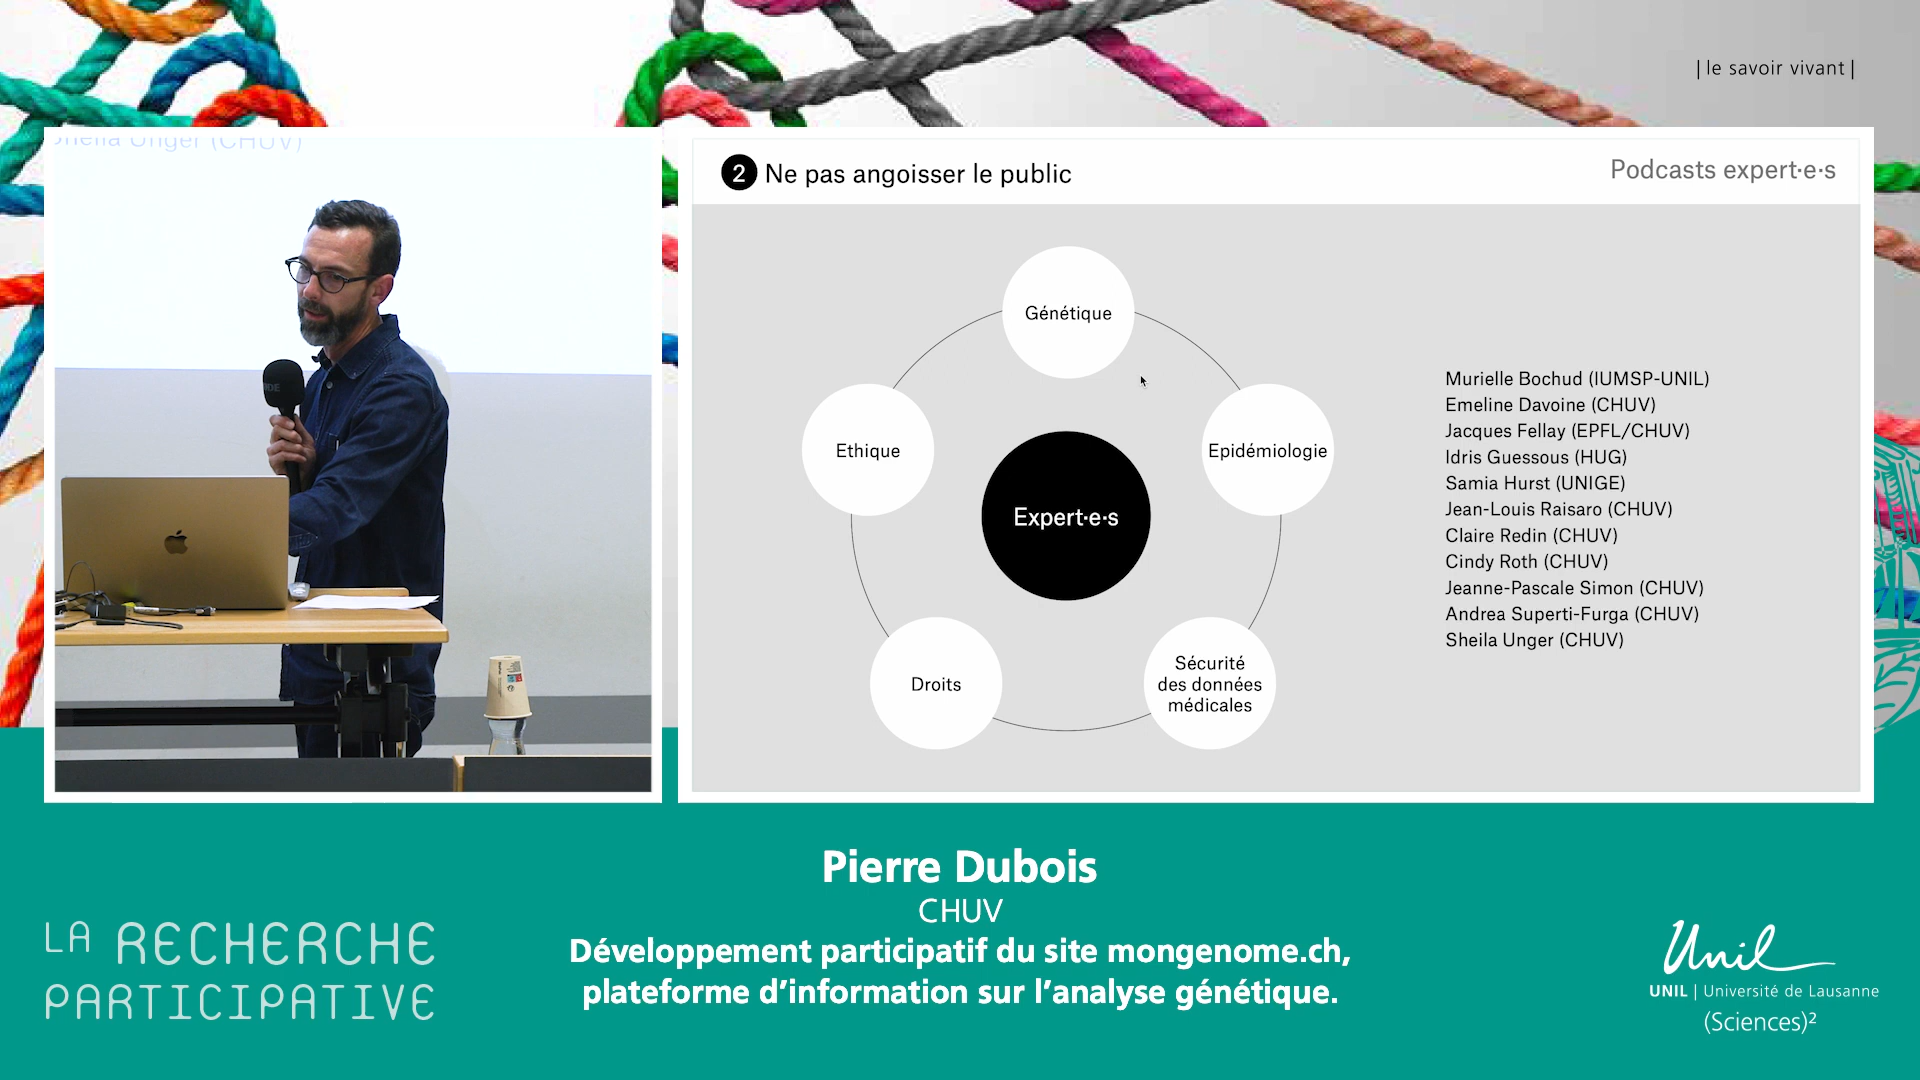 | le savoir vivant |
Sheila Unger (CHUV)
2 Ne pas angoisser le public
Podcasts expert·e·s
Génétique
Ethique
Epidémiologie
Expert·e·s
Droits
Sécurité
des données
médicales
Murielle Bochud (IUMSP-UNIL)
Emeline Davoine (CHUV)
Jacques Fellay (EPFL/CHUV)
Idris Guessous (HUG)
Samia Hurst (UNIGE)
Jean-Louis Raisaro (CHUV)
Claire Redin (CHUV)
Cindy Roth (CHUV)
Jeanne-Pascale Simon (CHUV)
Andrea Superti-Furga (CHUV)
Sheila Unger (CHUV)
Pierre Dubois
CHUV
Développement participatif du site mongenome.ch,
plateforme d’information sur l’analyse génétique.
LA RECHERCHE
PARTICIPATIVE
Unil
UNIL | Université de Lausanne
(Sciences)²